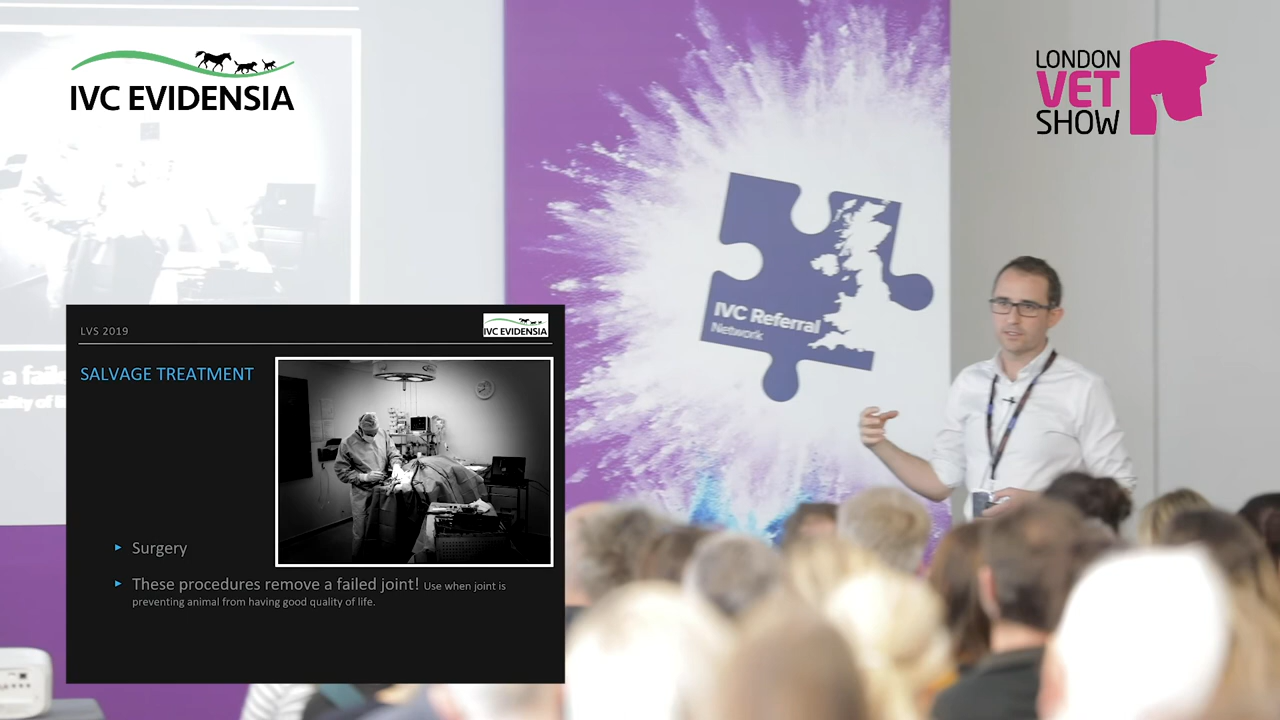 IVC EVIDENSIA
LONDON
VET
SHOW
IVC Referral
Network
LVS 2019
IVC EVIDENSIA
SALVAGE TREATMENT
Surgery
These procedures remove a failed joint! Use when joint is
preventing animal from having good quality of life.